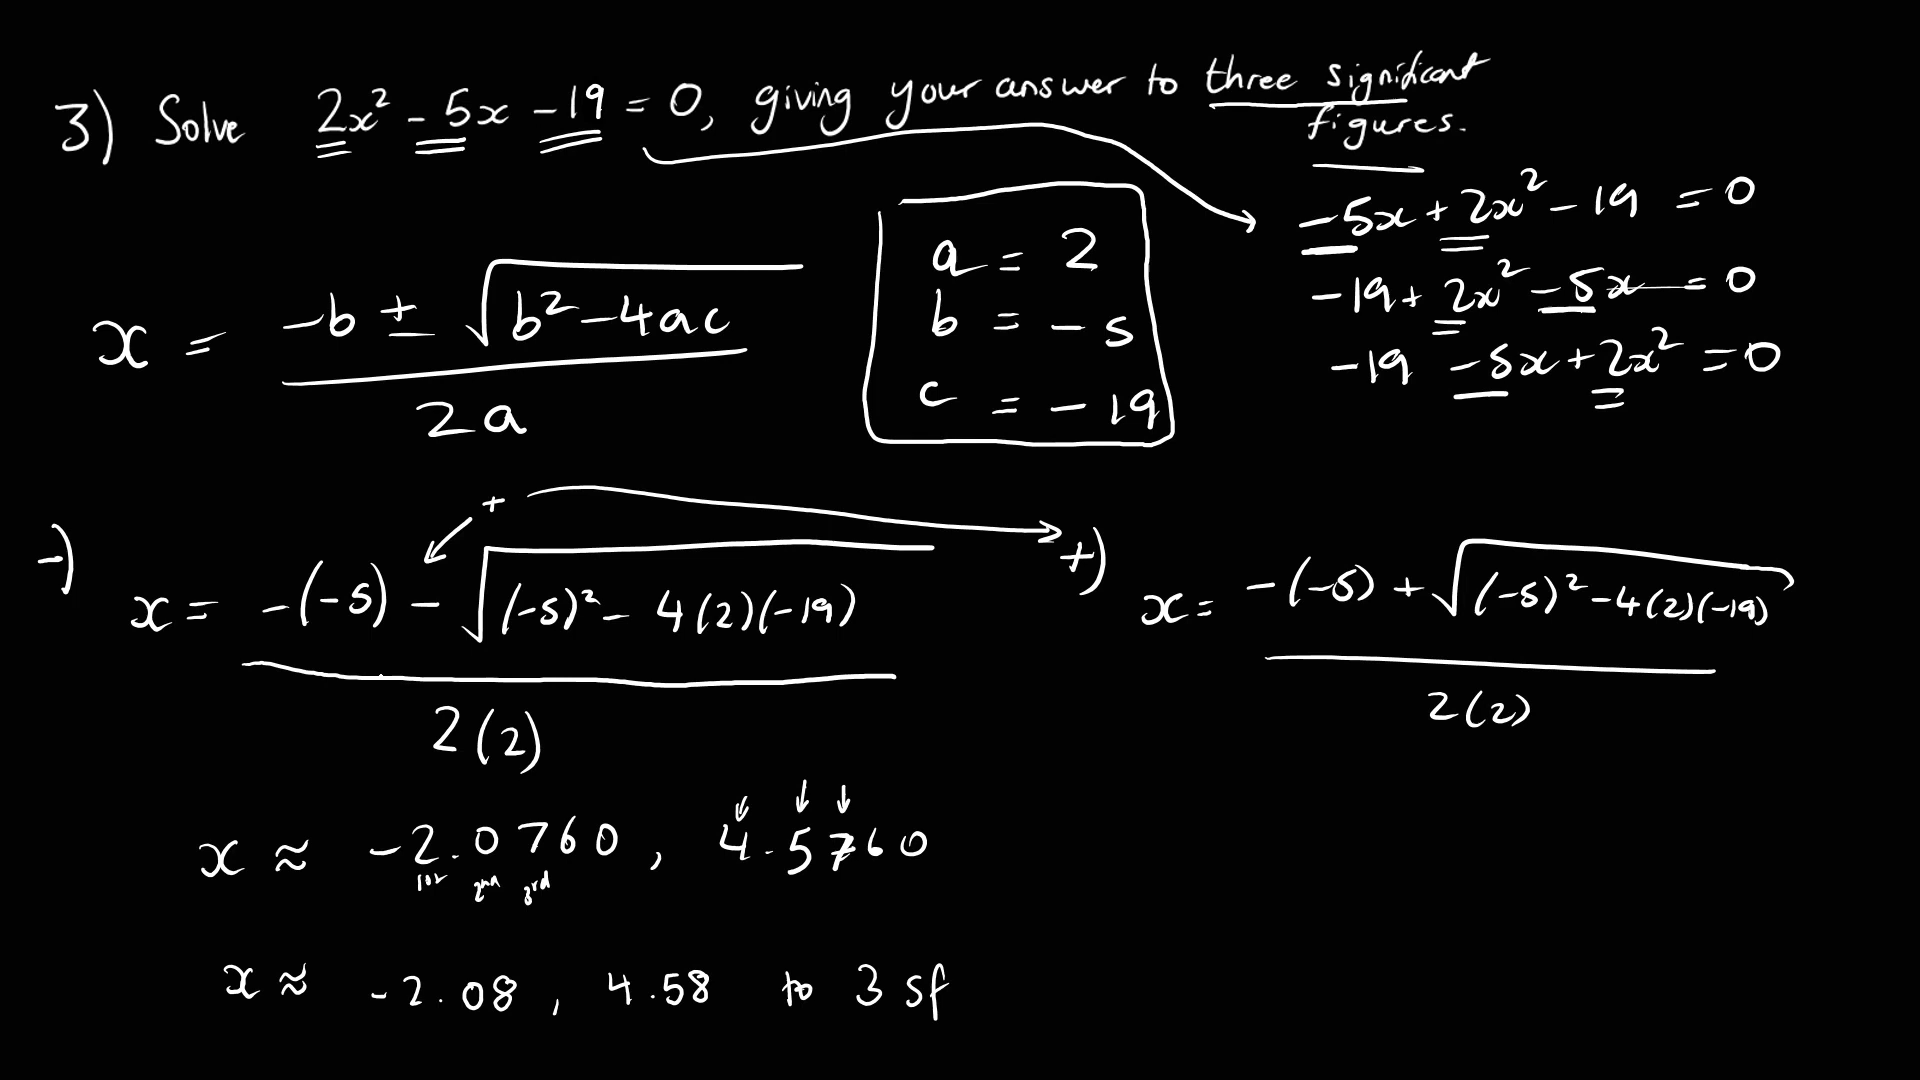 3) Solve 2x² - 5x - 19 = 0, giving your answer to three significant
figures.
-5x + 2x² - 19 = 0
-19 + 2x² - 5x = 0
-19 - 5x + 2x² = 0
x = (-b ± √(b² - 4ac)) / 2a
a = 2
b = -5
c = -19
+
-) x = (-(-5) - √((-5)² - 4(2)(-19))) / 2(2)
+) x = (-(-5) + √((-5)² - 4(2)(-19))) / 2(2)
x ≈ -2.0760, 4.5760
1st 2nd 3rd
x ≈ -2.08, 4.58 to 3 sf